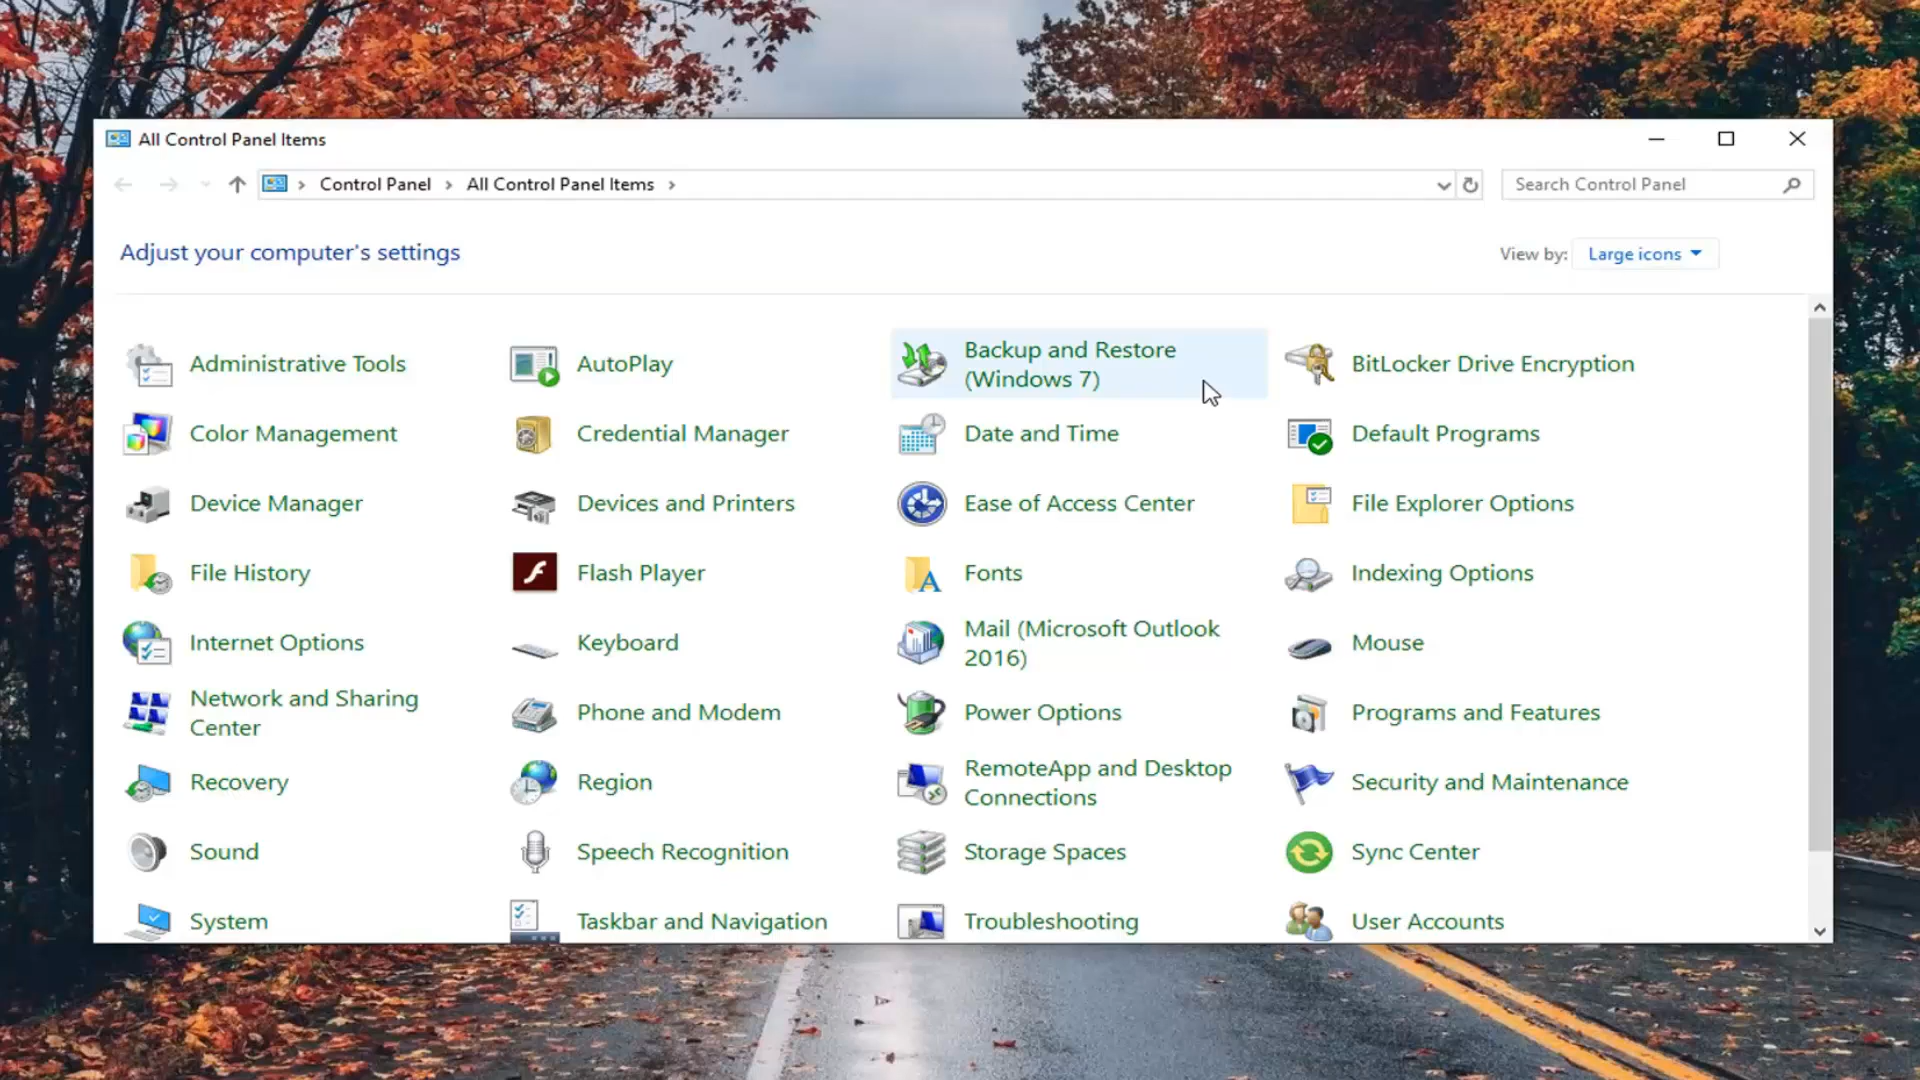 All Control Panel Items
Control Panel
All Control Panel Items
Search Control Panel
Adjust your computer's settings
View by:
Large icons
Administrative Tools
AutoPlay
Backup and Restore
(Windows 7)
BitLocker Drive Encryption
Color Management
Credential Manager
Date and Time
Default Programs
Device Manager
Devices and Printers
Ease of Access Center
File Explorer Options
File History
Flash Player
Fonts
Indexing Options
Internet Options
Keyboard
Mail (Microsoft Outlook
2016)
Mouse
Network and Sharing
Center
Phone and Modem
Power Options
Programs and Features
Recovery
Region
RemoteApp and Desktop
Connections
Security and Maintenance
Sound
Speech Recognition
Storage Spaces
Sync Center
System
Taskbar and Navigation
Troubleshooting
User Accounts